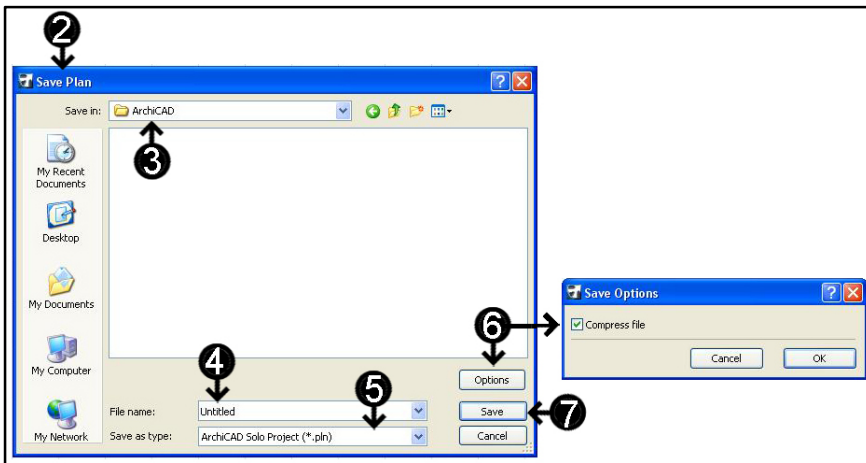 2
Save Plan
Save in: ArchiCAD
3
My Recent
Documents
Desktop
My Documents
My Computer
My Network
6
Options
4
5
File name: Untitled
Save
7
Save as type: ArchiCAD Solo Project (*.pln)
Cancel
Save Options
Compress file
Cancel OK